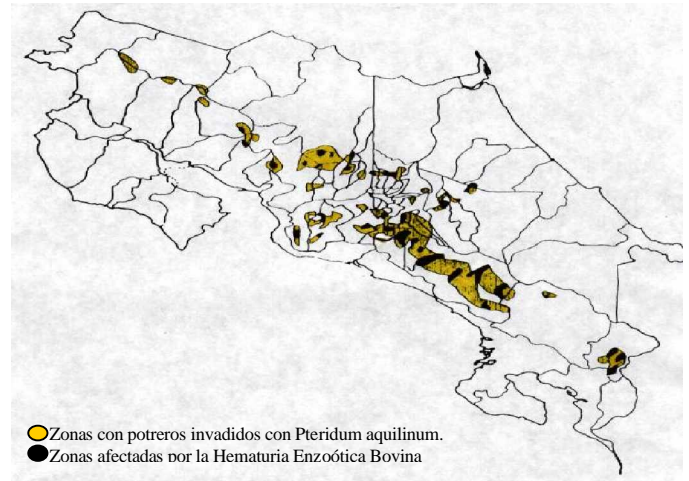 Zonas con potreros invadidos con Pteridum aquilinum.
Zonas afectadas por la Hematuria Enzoótica Bovina